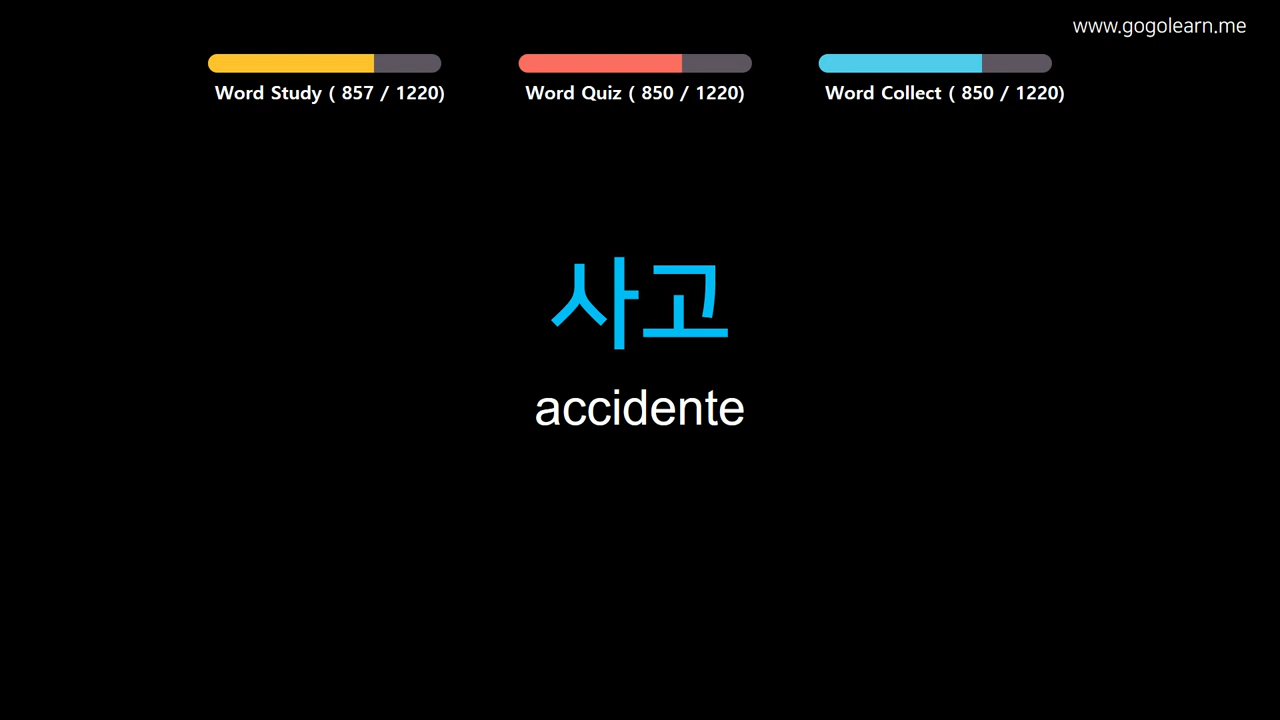 www.gogolearn.me
Word Study ( 857 / 1220)
Word Quiz ( 850 / 1220)
Word Collect ( 850 / 1220)
사고
accidente